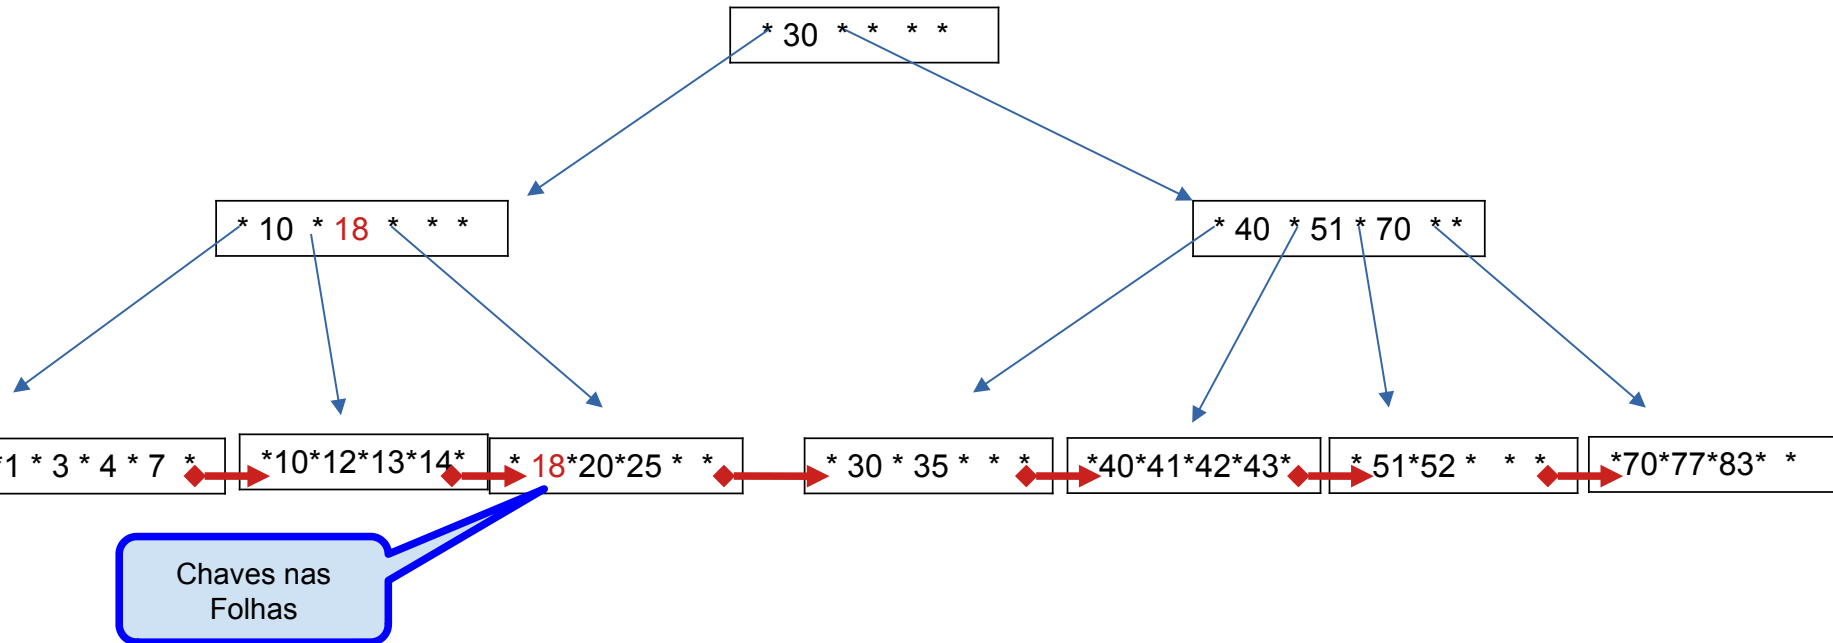 * 30 * * * *
* 10 * 18 * * *
* 40 * 51 * 70 * *
*1 * 3 * 4 * 7 *
*10*12*13*14*
* 18*20*25 * *
* 30 * 35 * * *
*40*41*42*43*
* 51*52 * * *
*70*77*83* *
Chaves nas
Folhas